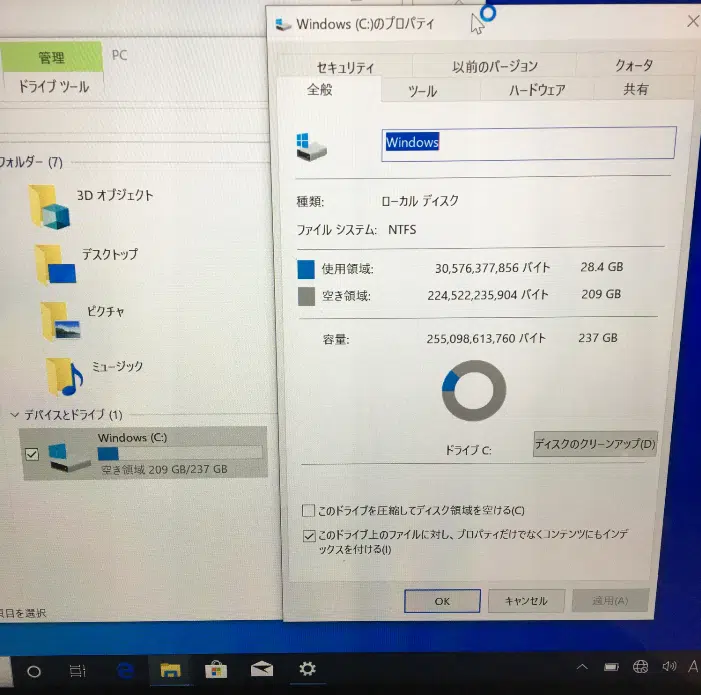 Windows (C:)のプロパティ
管理
PC
ドライブ ツール
セキュリティ
以前のバージョン
クォータ
全般
ツール
ハードウェア
共有
Windows
種類:
ローカル ディスク
ファイル システム:
NTFS
使用領域:
30,576,377,856 バイト
28.4 GB
空き領域:
224,522,235,904 バイト
209 GB
容量:
255,098,613,760 バイト
237 GB
ドライブ C:
ディスクのクリーンアップ(D)
このドライブを圧縮してディスク領域を空ける(C)
このドライブ上のファイルに対し、プロパティだけでなくコンテンツにもインデ
ックスを付ける(I)
OK
キャンセル
適用(A)
フォルダー (7)
3D オブジェクト
デスクトップ
ピクチャ
ミュージック
デバイスとドライブ (1)
Windows (C:)
空き領域 209 GB/237 GB
目を選択
A